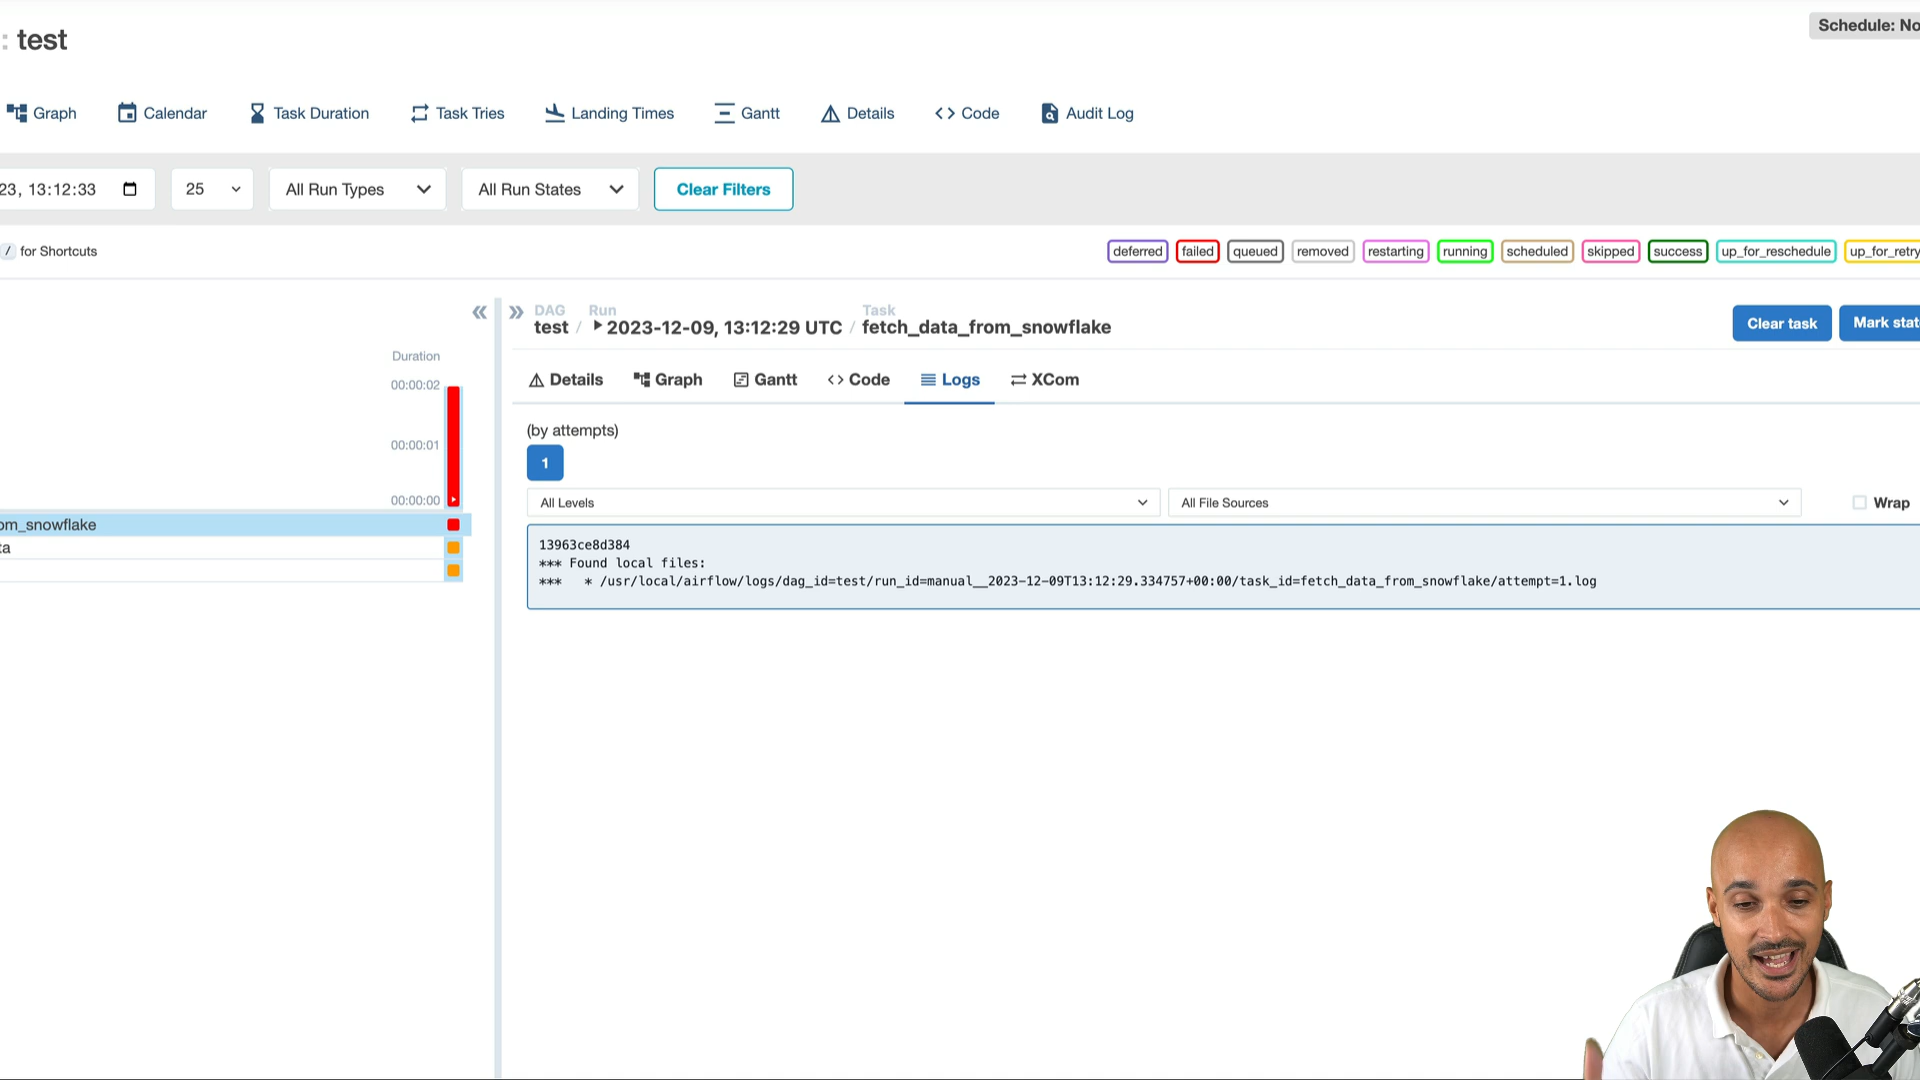 : test
Schedule: No
Graph
Calendar
Task Duration
Task Tries
Landing Times
Gantt
Details
Code
Audit Log
23, 13:12:33
25
All Run Types
All Run States
Clear Filters
/ for Shortcuts
deferred
failed
queued
removed
restarting
running
scheduled
skipped
success
up_for_reschedule
up_for_retry
DAG
Run
Task
test / 2023-12-09, 13:12:29 UTC / fetch_data_from_snowflake
Clear task
Mark stat
Duration
00:00:02
00:00:01
00:00:00
om_snowflake
ta
Details
Graph
Gantt
Code
Logs
XCom
(by attempts)
1
All Levels
All File Sources
Wrap
13963ce8d384
*** Found local files:
***   * /usr/local/airflow/logs/dag_id=test/run_id=manual__2023-12-09T13:12:29.334757+00:00/task_id=fetch_data_from_snowflake/attempt=1.log